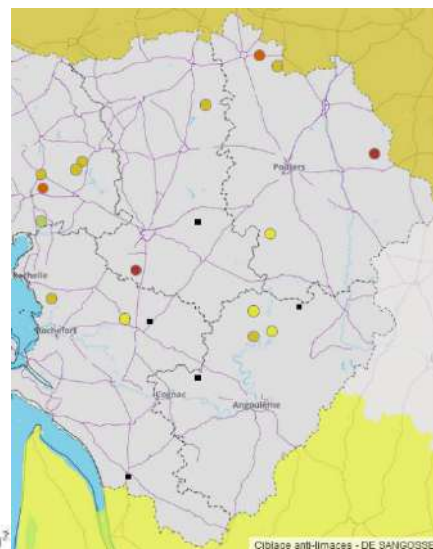 Poitiers
Rochelle
Rochefort
Cognac
Angoulême
Ciblage anti-limaces - DE SANGOSSE